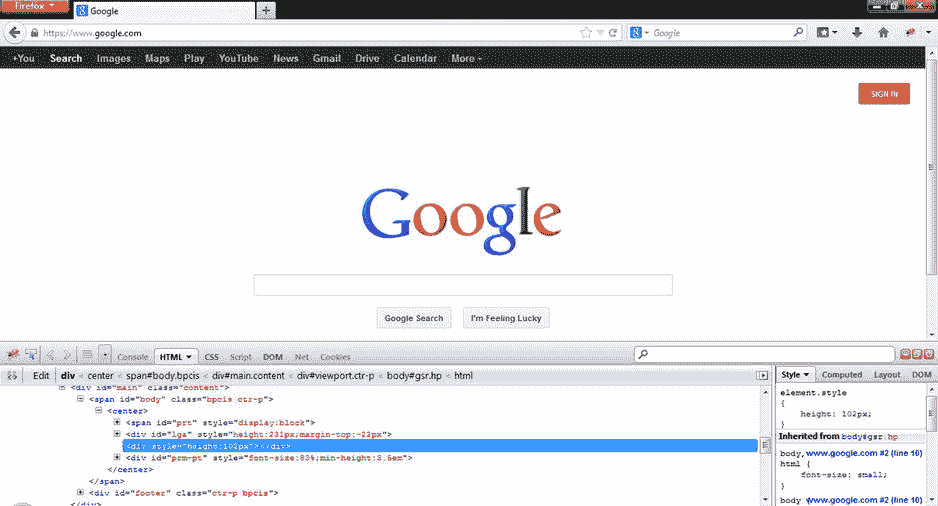 Firefox
Google
https://www.google.com
Google
+You Search Images Maps Play YouTube News Gmail Drive Calendar More
SIGN IN
Google
Google Search I'm Feeling Lucky
Console HTML CSS Script DOM Net Cookies
Edit div < center < span#body.bpcis < div#main.content < div#viewport.ctr-p < body#gsr.hp < html
Style Computed Layout DOM
<div id="main" class="content">
<span id="body" class="bpcis ctr-p">
<center>
<span id="prt" style="display:block">
<div id="lga" style="height:231px;margin-top:-22px">
<div style="height:102px"></div>
<div id="prm-pt" style="font-size:83%;min-height:3.5em">
</center>
</span>
<div id="footer" class="ctr-p bpcis">
</div>
element.style
{
height: 102px;
}
Inherited from body#gsr.hp
body, www.google.com #2 (line 10)
html {
font-size: small;
}
body www.google.com #2 (line 10)